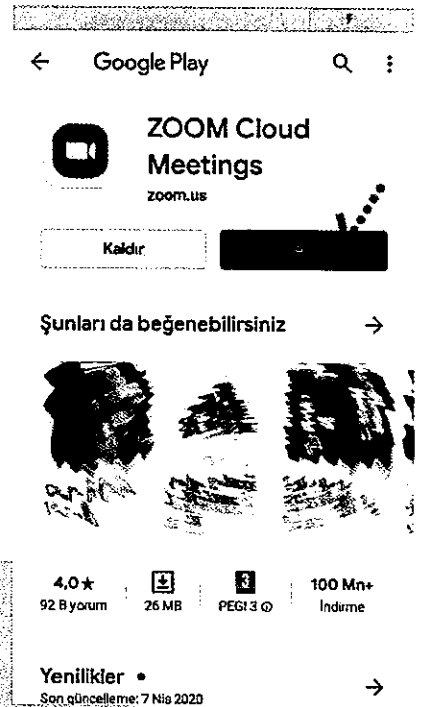 Google Play
ZOOM Cloud
Meetings
zoom.us
Kaldır
Şunları da beğenebilirsiniz
4,0★
92 B yorum
26 MB
3
PEGI 3
100 Mn+
İndirme
Yenilikler •
Son güncelleme: 7 Nis 2020